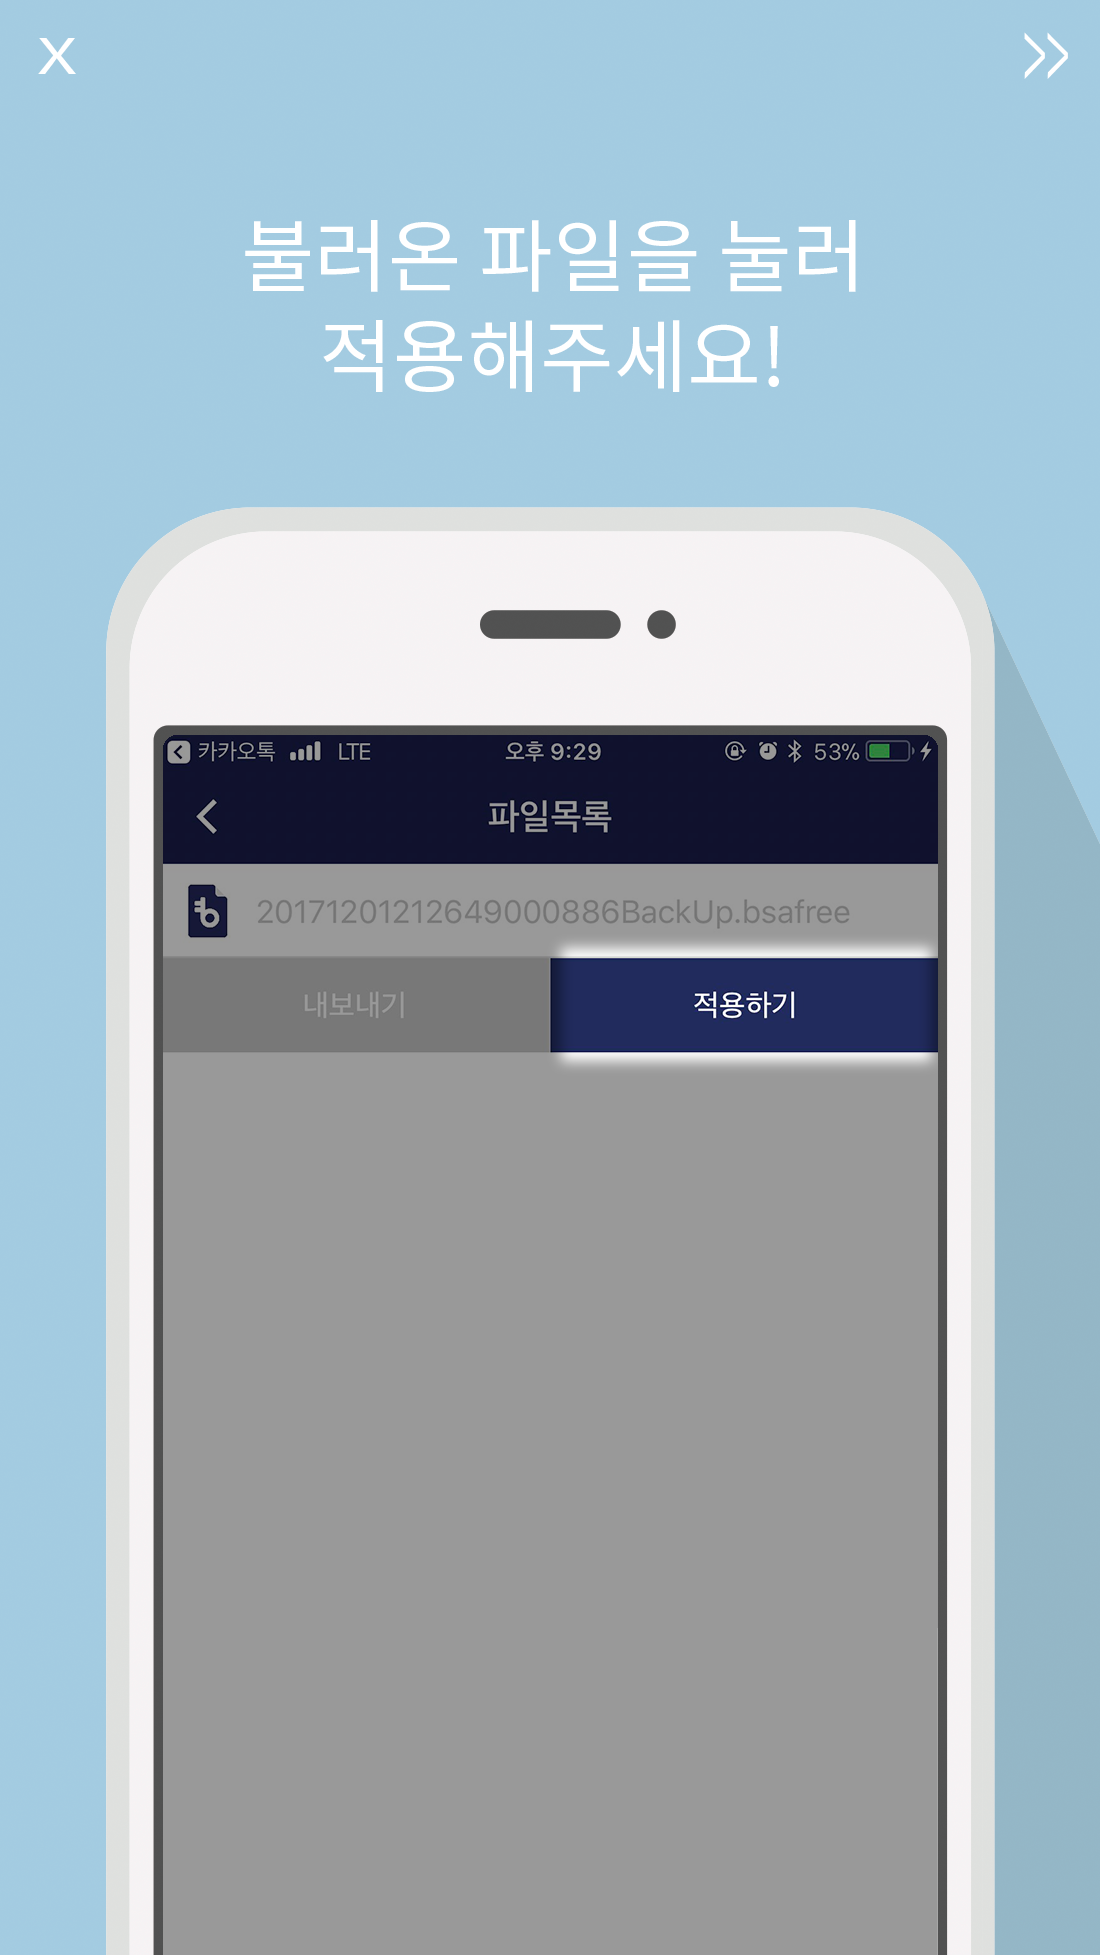 X
불러온 파일을 눌러
적용해주세요!
카카오톡 LTE 오후 9:29 53%
파일목록
20171201212649000886BackUp.bsafree
내보내기 적용하기